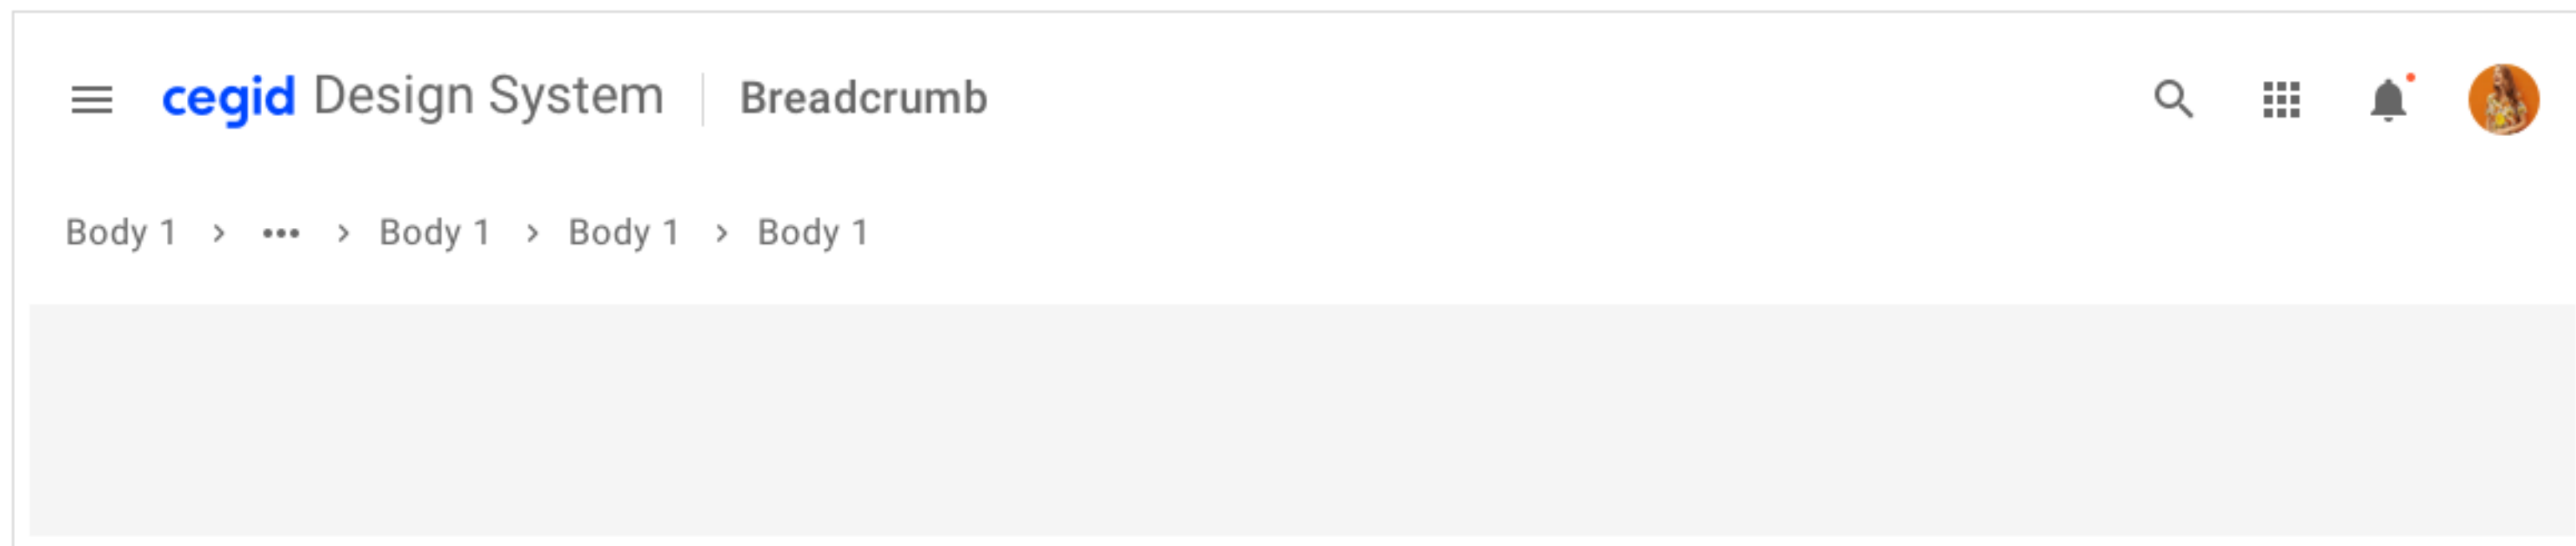 cegid Design System Breadcrumb
Body 1 > ••• > Body 1 > Body 1 > Body 1